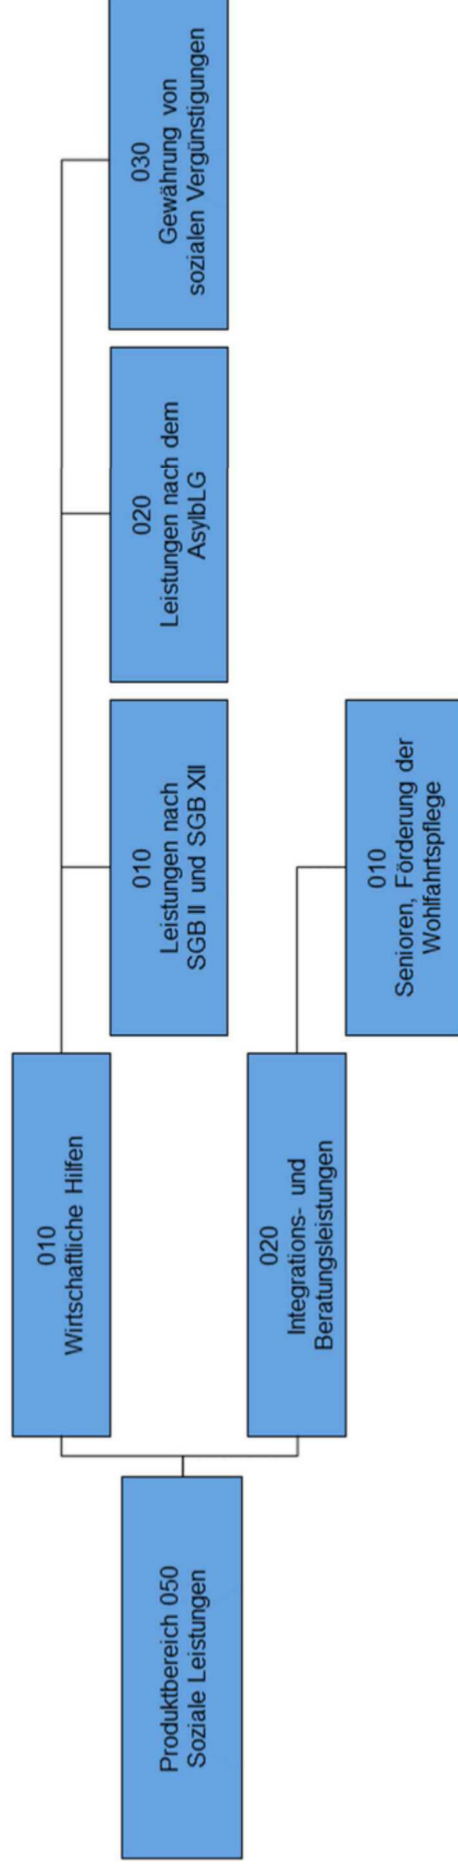 Produktbereich 050
Soziale Leistungen
010
Wirtschaftliche Hilfen
010
Leistungen nach
SGB II und SGB XII
020
Leistungen nach dem
AsylbLG
030
Gewährung von
sozialen Vergünstigungen
020
Integrations- und
Beratungsleistungen
010
Senioren, Förderung der
Wohlfahrtspflege